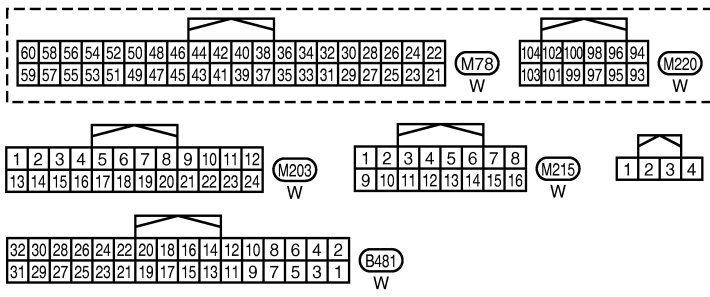 60 58 56 54 52 50 48 46 44 42 40 38 36 34 32 30 28 26 24 22
59 57 55 53 51 49 47 45 43 41 39 37 35 33 31 29 27 25 23 21
M78
W
104 102 100 98 96 94
103 101 99 97 95 93
M220
W
1 2 3 4 5 6 7 8 9 10 11 12
13 14 15 16 17 18 19 20 21 22 23 24
M203
W
1 2 3 4 5 6 7 8
9 10 11 12 13 14 15 16
M215
W
1 2 3 4
32 30 28 26 24 22 20 18 16 14 12 10 8 6 4 2
31 29 27 25 23 21 19 17 15 13 11 9 7 5 3 1
B481
W